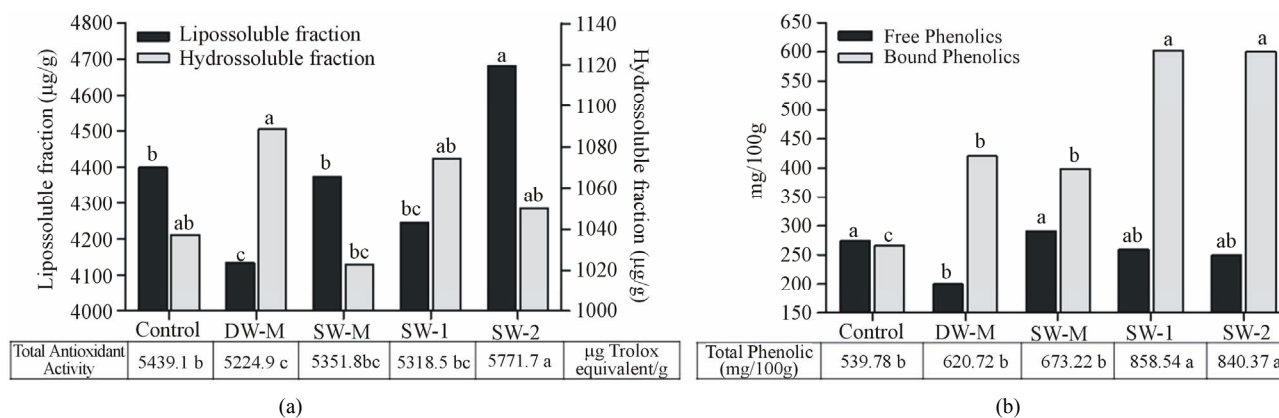 Lipossoluble fraction (µg/g)
4800
4700
4600
4500
4400
4300
4200
4100
4000
Lipossoluble fraction
Hydrossoluble fraction
b
ab
c
a
b
bc
bc
ab
a
ab
1140
1120
1100
1080
1060
1040
1020
1000
Hydrossoluble fraction (µg/g)
Control DW-M SW-M SW-1 SW-2
Total Antioxidant
Activity
5439.1 b 5224.9 c 5351.8bc 5318.5 bc 5771.7 a
µg Trolox
equivalent/g
(a)
mg/100g
650
600
550
500
450
400
350
300
250
200
150
Free Phenolics
Bound Phenolics
a
c
b
b
a
b
ab
a
ab
a
Control DW-M SW-M SW-1 SW-2
Total Phenolic
(mg/100g)
539.78 b 620.72 b 673.22 b 858.54 a 840.37 a
(b)